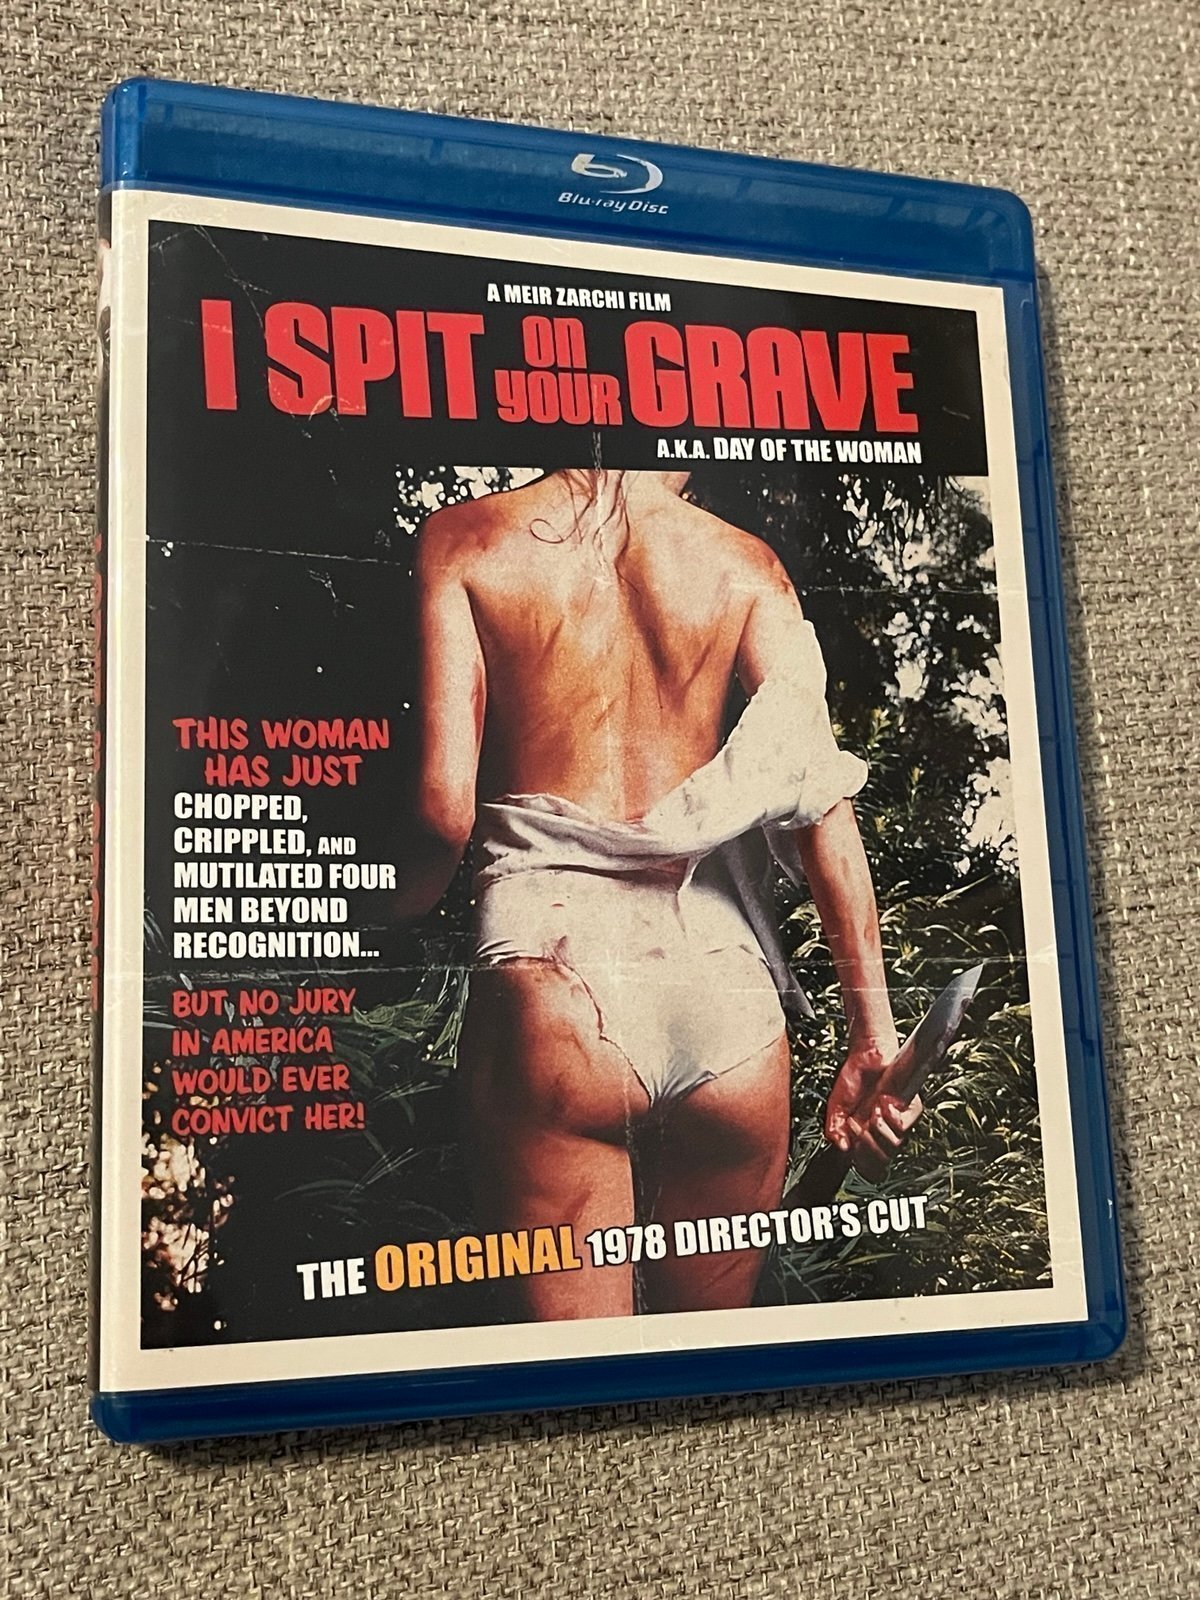 Blu-ray Disc
A MEIR ZARCHI FILM
I SPIT ON YOUR GRAVE
A.K.A. DAY OF THE WOMAN
THIS WOMAN
HAS JUST
CHOPPED,
CRIPPLED, AND
MUTILATED FOUR
MEN BEYOND
RECOGNITION...
BUT NO JURY
IN AMERICA
WOULD EVER
CONVICT HER!
THE ORIGINAL 1978 DIRECTOR'S CUT